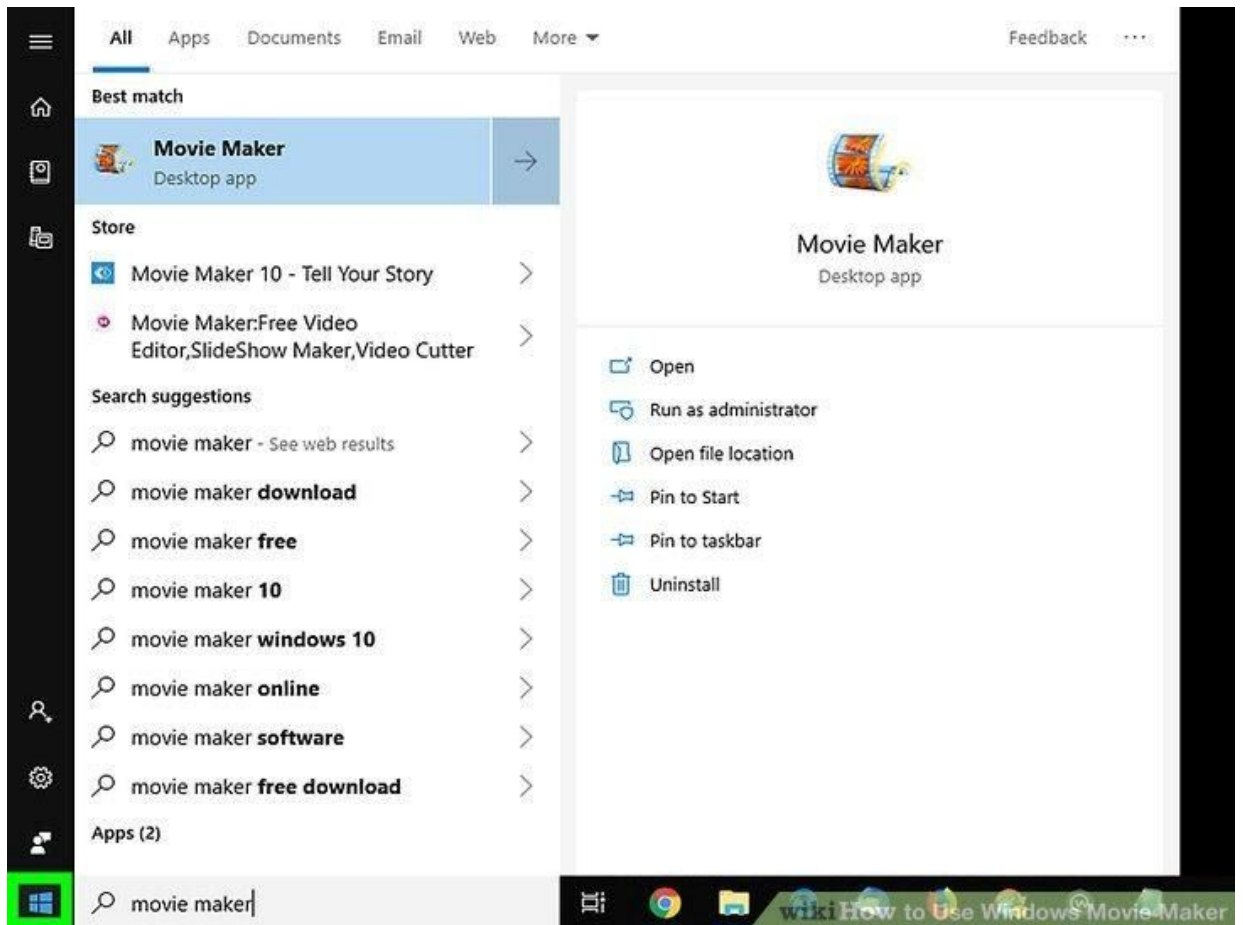 All Apps Documents Email Web More Feedback ...
Best match
Movie Maker
Desktop app
Store
Movie Maker 10 - Tell Your Story
Movie Maker:Free Video
Editor,SlideShow Maker,Video Cutter
Search suggestions
movie maker - See web results
movie maker download
movie maker free
movie maker 10
movie maker windows 10
movie maker online
movie maker software
movie maker free download
Apps (2)
movie maker
Movie Maker
Desktop app
Open
Run as administrator
Open file location
Pin to Start
Pin to taskbar
Uninstall
wikiHow to Use Windows Movie Maker